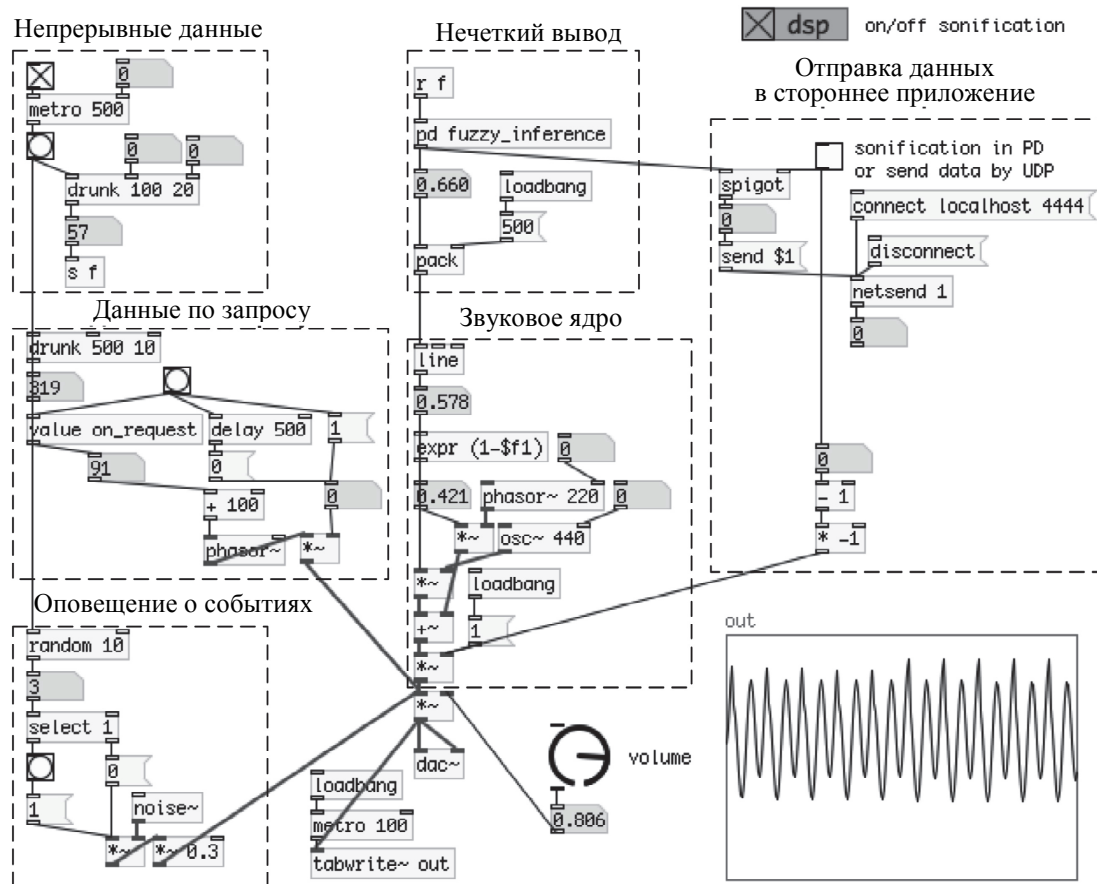 Непрерывные данные
0
metro 500
0
0
drunk 100 20
57
s f
Нечеткий вывод
r f
pd fuzzy_inference
0.660
loadbang
500
pack
dsp
on/off sonification
Отправка данных
в стороннее приложение
sonification in PD
or send data by UDP
spigot
connect localhost 4444
0
disconnect
send $1
netsend 1
0
0
- 1
* -1
Данные по запросу
drunk 500 10
319
value on_request
delay 500
1
91
0
0
+ 100
phasor~
*~
Звуковое ядро
line
0.578
expr (1-$f1)
0
0.421
phasor~ 220
0
*~
osc~ 440
*~
loadbang
+~
1
*~
Оповещение о событиях
random 10
3
select 1
0
1
noise~
*~
*~ 0.3
*~
dac~
loadbang
metro 100
tabwrite~ out
volume
0.806
out